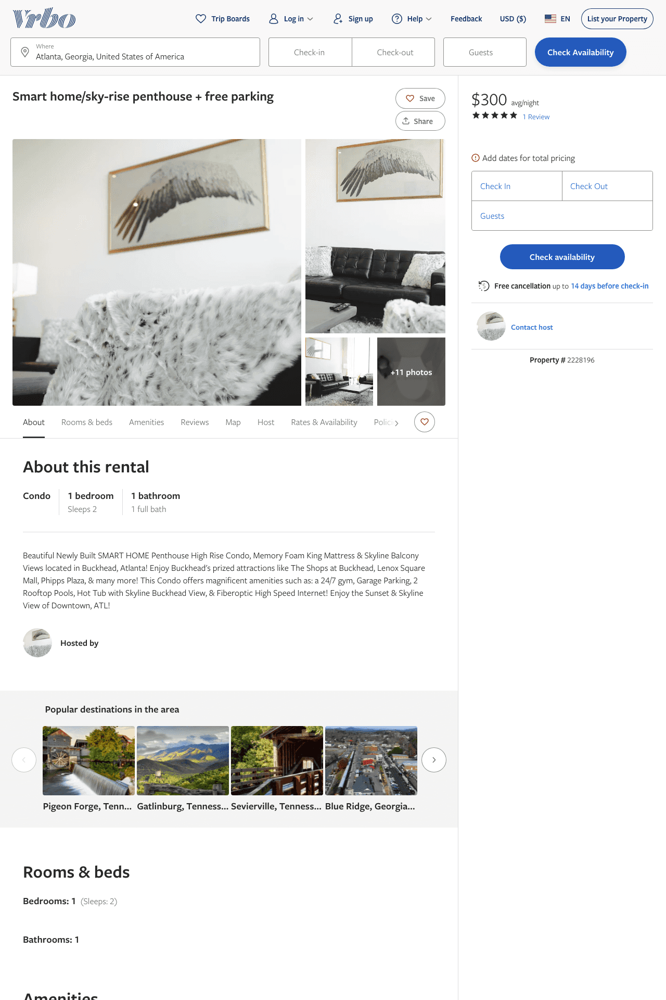 Vrbo
Trip Boards
Log in
Sign up
Help
Feedback
USD ($)
EN
List your Property
Where
Atlanta, Georgia, United States of America
Check-in
Check-out
Guests
Check Availability
Smart home/sky-rise penthouse + free parking
Save
Share
+11 photos
$300 avg/night
1 Review
Add dates for total pricing
Check In
Check Out
Guests
Check availability
Free cancellation up to 14 days before check-in
Contact host
Property # 2228196
About
Rooms & beds
Amenities
Reviews
Map
Host
Rates & Availability
Polici
About this rental
Condo
1 bedroom
1 bathroom
Sleeps 2
1 full bath
Beautiful Newly Built SMART HOME Penthouse High Rise Condo, Memory Foam King Mattress & Skyline Balcony
Views located in Buckhead, Atlanta! Enjoy Buckhead's prized attractions like The Shops at Buckhead, Lenox Square
Mall, Phipps Plaza, & many more! This Condo offers magnificent amenities such as: a 24/7 gym, Garage Parking, 2
Rooftop Pools, Hot Tub with Skyline Buckhead View, & Fiberoptic High Speed Internet! Enjoy the Sunset & Skyline
View of Downtown, ATL!
Hosted by
Popular destinations in the area
Pigeon Forge, Tenn...
Gatlinburg, Tenness...
Sevierville, Tenness...
Blue Ridge, Georgia...
Rooms & beds
Bedrooms: 1 (Sleeps: 2)
Bathrooms: 1
Amenities